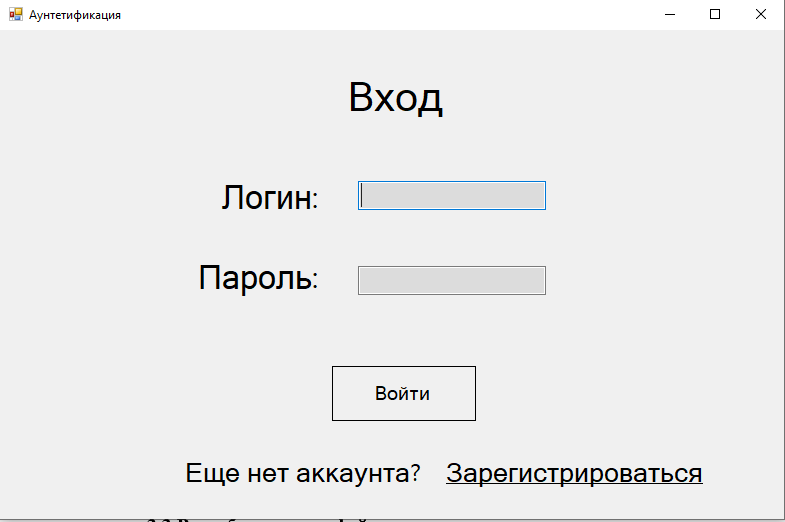 Аунтетификация
Вход
Логин:
Пароль:
Войти
Еще нет аккаунта? Зарегистрироваться